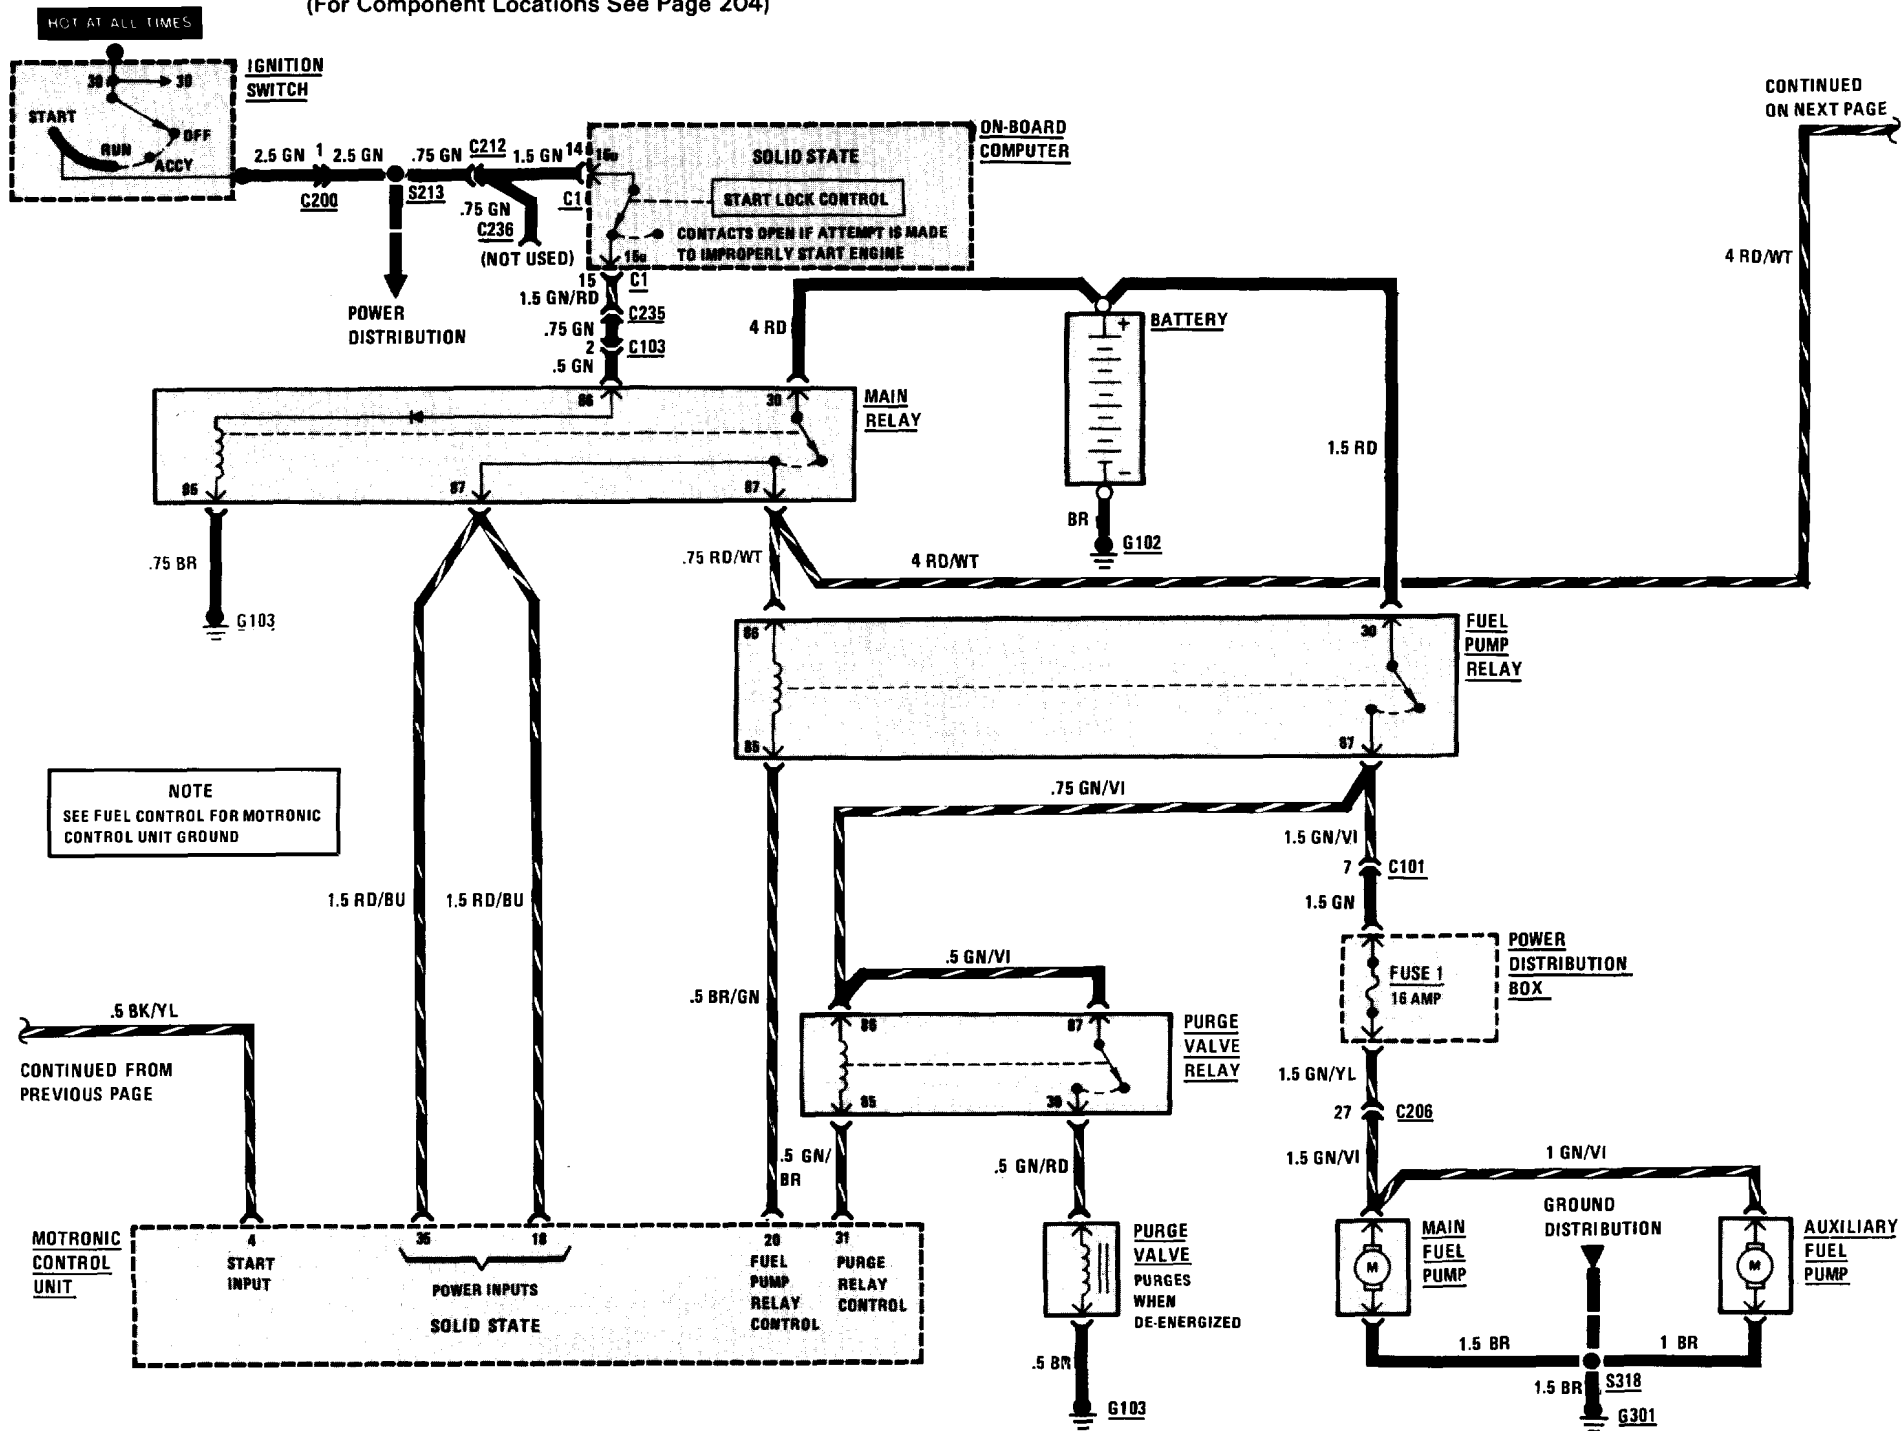 (For Component Locations See Page 204)
HOT AT ALL TIMES
IGNITION
SWITCH
30
30
START
OFF
RUN
ACCY
2.5 GN
1
2.5 GN
C200
S213
.75 GN
C212
1.5 GN
14
C1
.75 GN
C236
(NOT USED)
POWER
DISTRIBUTION
ON-BOARD
COMPUTER
SOLID STATE
START LOCK CONTROL
CONTACTS OPEN IF ATTEMPT IS MADE
TO IMPROPERLY START ENGINE
15
C1
1.5 GN/RD
C235
.75 GN
2
C103
.5 GN
CONTINUED
ON NEXT PAGE
4 RD/WT
4 RD
BATTERY
+
–
1.5 RD
BR
G102
MAIN
RELAY
86
30
85
87
87
.75 BR
G103
.75 RD/WT
4 RD/WT
FUEL
PUMP
RELAY
86
30
85
87
NOTE
SEE FUEL CONTROL FOR MOTRONIC
CONTROL UNIT GROUND
.75 GN/VI
1.5 GN/VI
7
C101
1.5 GN
1.5 RD/BU
1.5 RD/BU
.5 GN/VI
.5 BR/GN
POWER
DISTRIBUTION
BOX
FUSE 1
16 AMP
.5 BK/YL
CONTINUED FROM
PREVIOUS PAGE
PURGE
VALVE
RELAY
86
87
85
30
1.5 GN/YL
27
C206
1.5 GN/VI
1 GN/VI
.5 GN/
BR
.5 GN/RD
GROUND
DISTRIBUTION
MOTRONIC
CONTROL
UNIT
4
START
INPUT
35
18
POWER INPUTS
SOLID STATE
20
FUEL
PUMP
RELAY
CONTROL
31
PURGE
RELAY
CONTROL
PURGE
VALVE
PURGES
WHEN
DE-ENERGIZED
M
MAIN
FUEL
PUMP
M
AUXILIARY
FUEL
PUMP
.5 BR
G103
1.5 BR
1 BR
1.5 BR
S318
G301